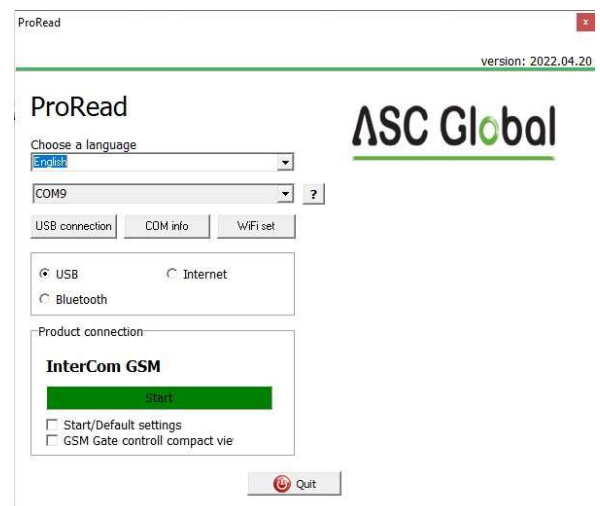 ProRead
version: 2022.04.20
ProRead
ASC Global
Choose a language
English
COM9
?
USB connection COM info WiFi set
USB Internet
Bluetooth
Product connection
InterCom GSM
Start
Start/Default settings
GSM Gate controll compact vie
Quit